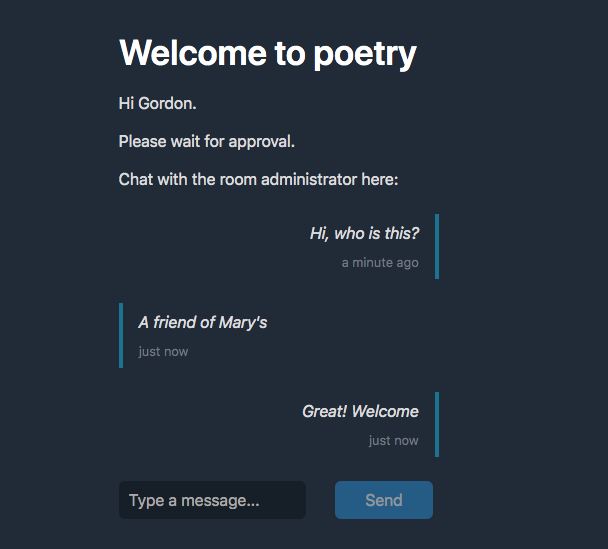 Welcome to poetry
Hi Gordon.
Please wait for approval.
Chat with the room administrator here:
Hi, who is this?
a minute ago
A friend of Mary's
just now
Great! Welcome
just now
Type a message...
Send